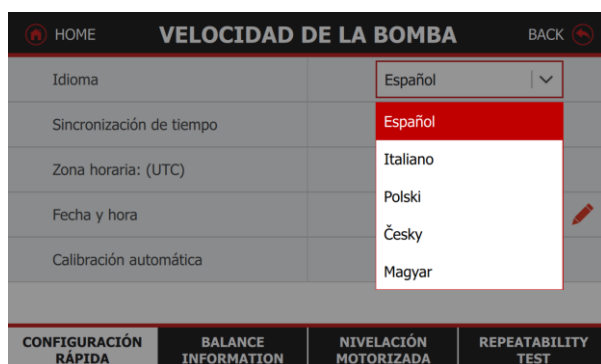 HOME VELOCIDAD DE LA BOMBA BACK
Idioma Español
Sincronización de tiempo Español
Italiano
Zona horaria: (UTC)
Polski
Fecha y hora
Česky
Calibración automática
Magyar
CONFIGURACIÓN RÁPIDA
BALANCE INFORMATION
NIVELACIÓN MOTORIZADA
REPEATABILITY TEST